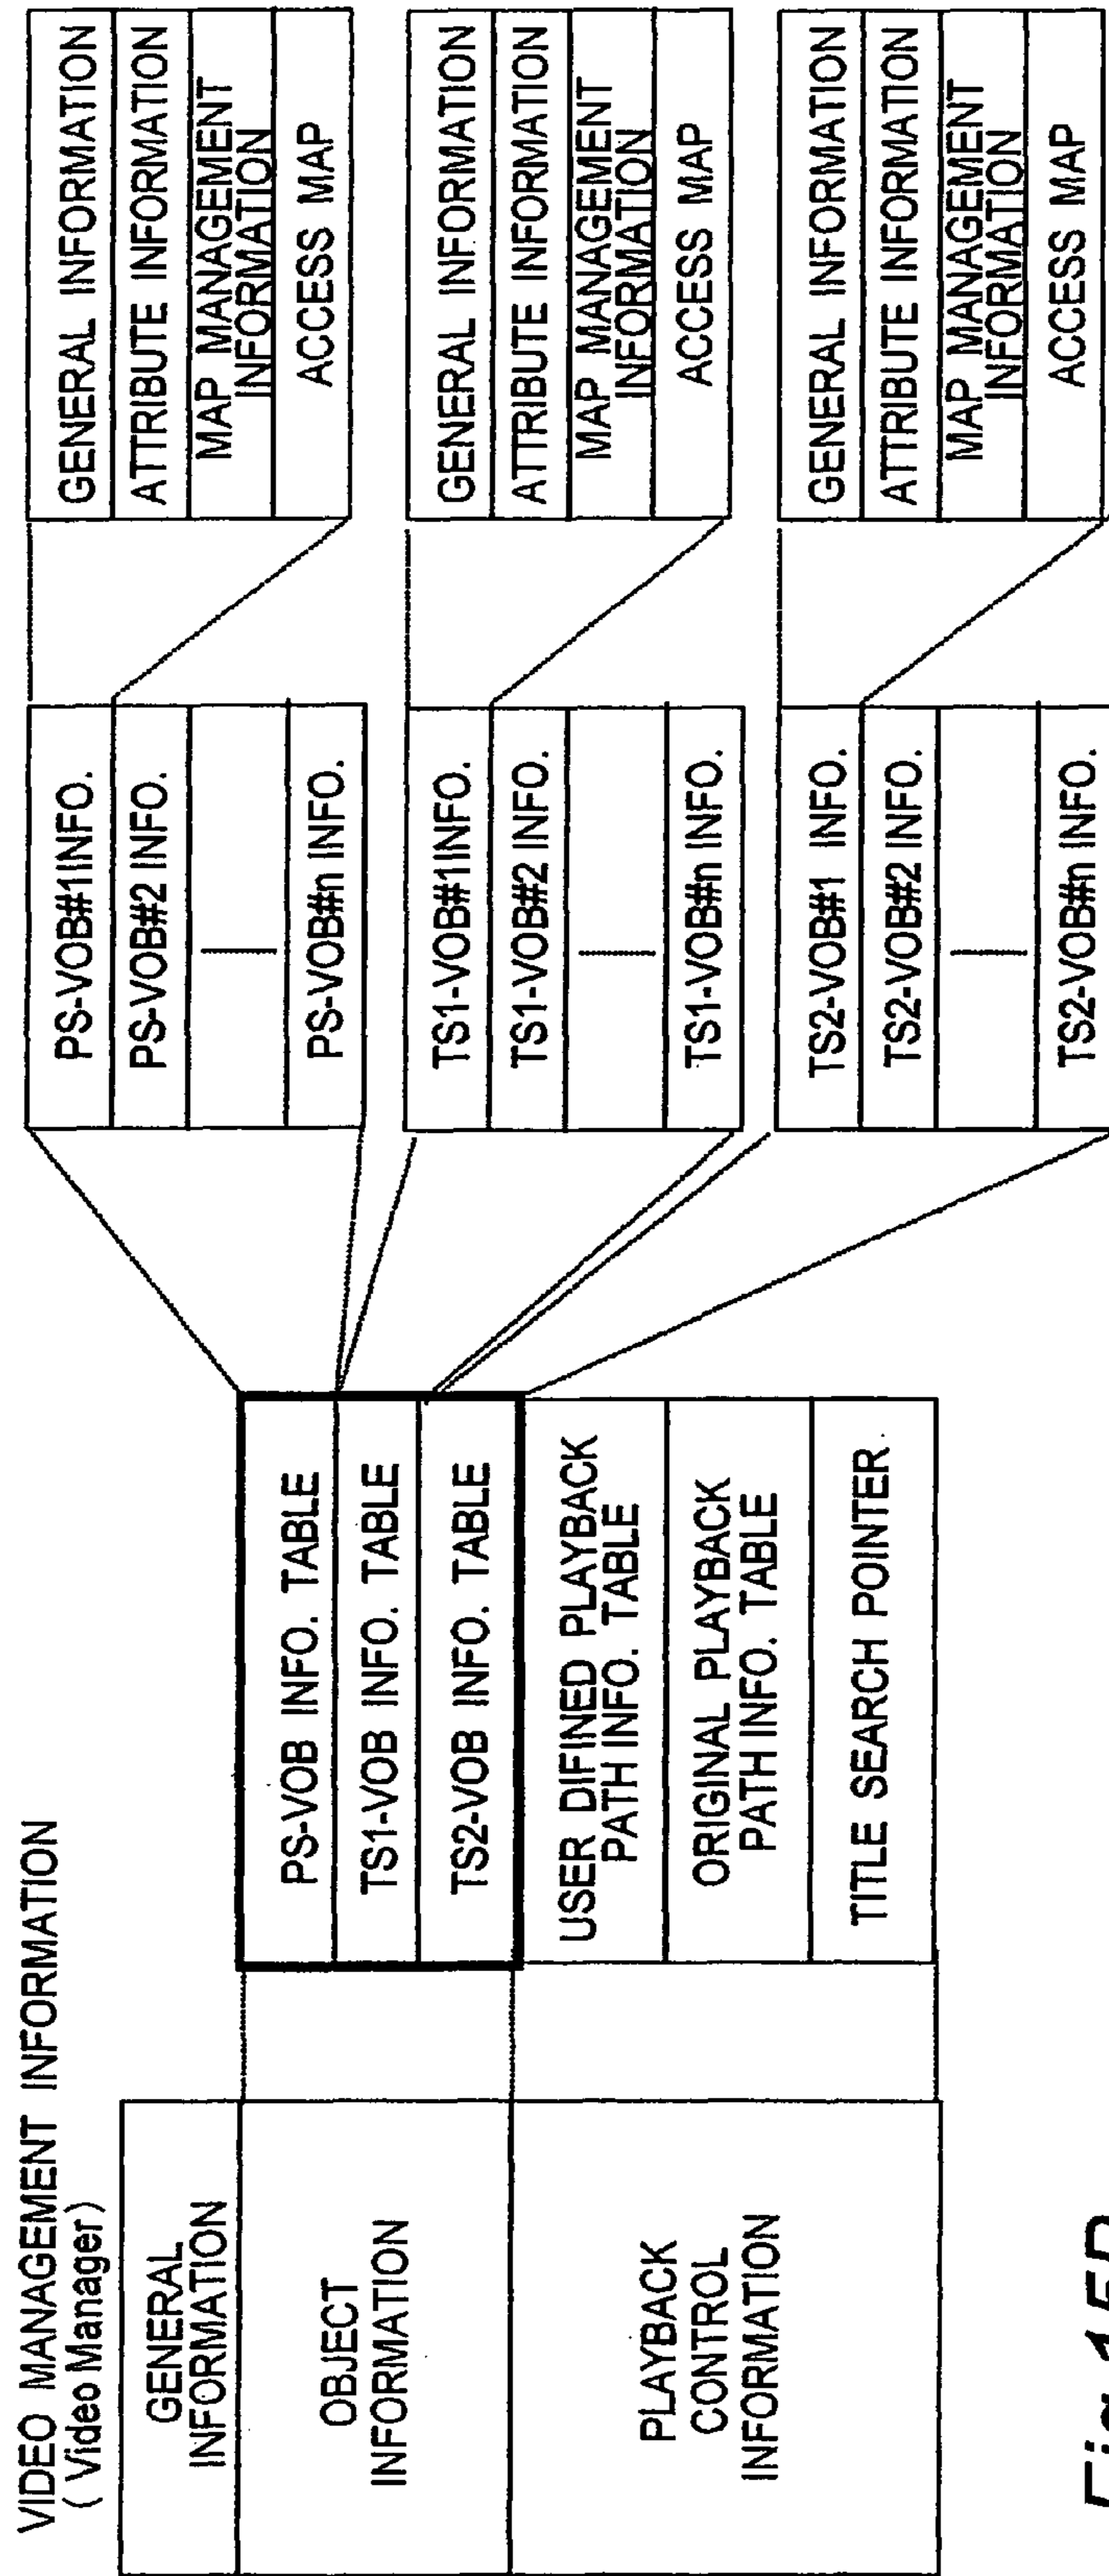 VIDEO MANAGEMENT INFORMATION
( Video Manager )
GENERAL
INFORMATION
OBJECT
INFORMATION
PLAYBACK
CONTROL
INFORMATION
PS-VOB INFO. TABLE
TS1-VOB INFO. TABLE
TS2-VOB INFO. TABLE
USER DIFINED PLAYBACK
PATH INFO. TABLE
ORIGINAL PLAYBACK
PATH INFO. TABLE
TITLE SEARCH POINTER
PS-VOB#1INFO.
PS-VOB#2 INFO.
PS-VOB#n INFO.
TS1-VOB#1INFO.
TS1-VOB#2 INFO.
TS1-VOB#n INFO.
TS2-VOB#1 INFO.
TS2-VOB#2 INFO.
TS2-VOB#n INFO.
GENERAL INFORMATION
ATTRIBUTE INFORMATION
MAP MANAGEMENT
INFORMATION
ACCESS MAP
GENERAL INFORMATION
ATTRIBUTE INFORMATION
MAP MANAGEMENT
INFORMATION
ACCESS MAP
GENERAL INFORMATION
ATTRIBUTE INFORMATION
MAP MANAGEMENT
INFORMATION
ACCESS MAP